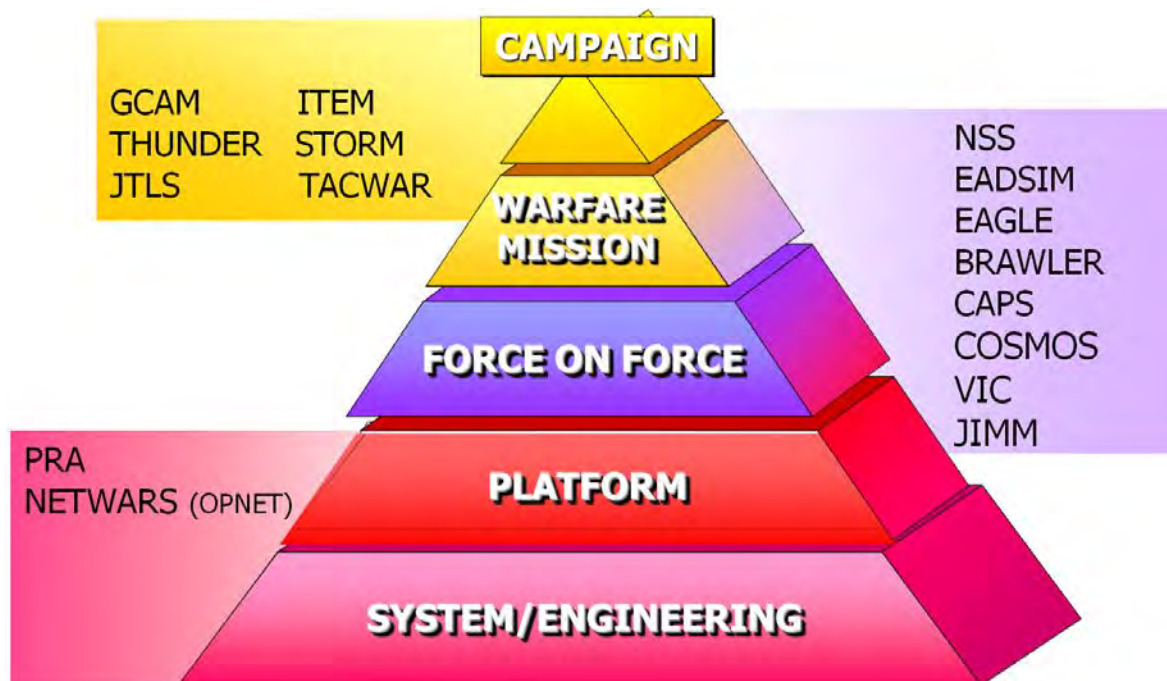 CAMPAIGN
GCAM ITEM
THUNDER STORM
JTLS TACWAR
WARFARE
MISSION
NSS
EADSIM
EAGLE
BRAWLER
CAPS
COSMOS
VIC
JIMM
FORCE ON FORCE
PRA
NETWARS (OPNET)
PLATFORM
SYSTEM/ENGINEERING